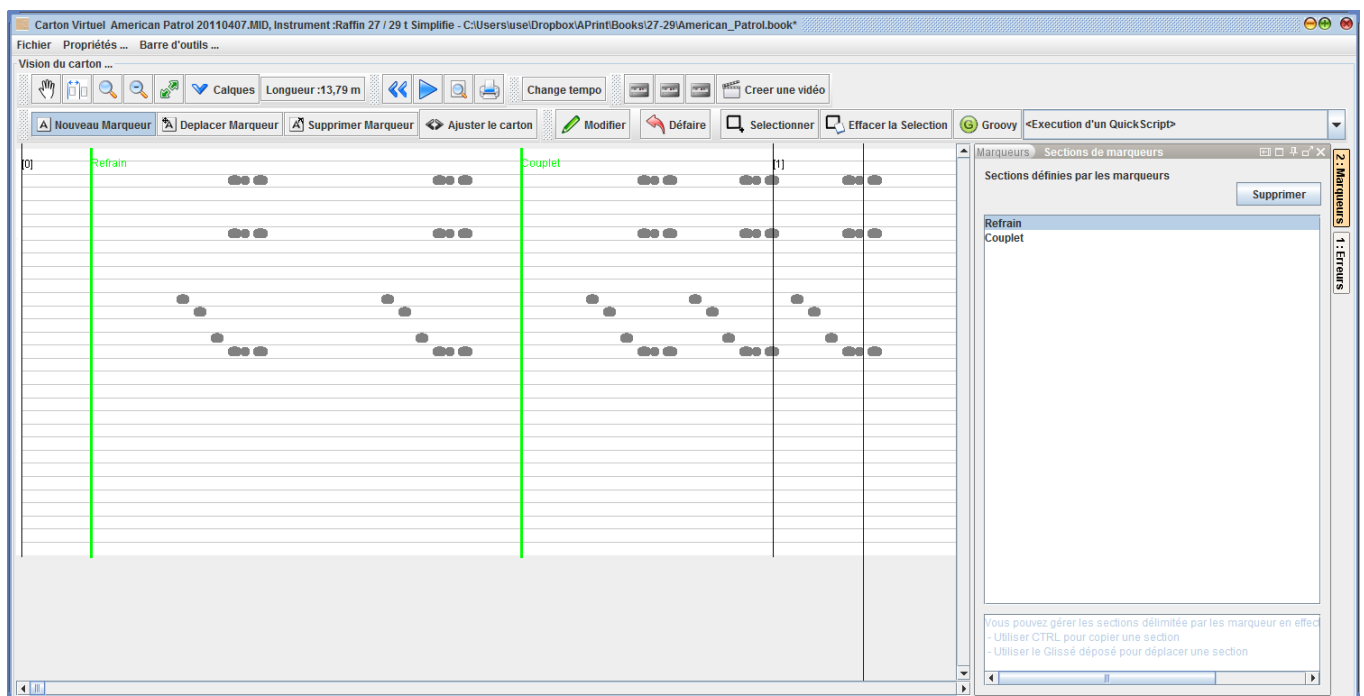 Carton Virtuel American Patrol 20110407.MID, Instrument :Raffin 27 / 29 t Simplifie - C:\Users\use\Dropbox\APrint\Books\27-29\American_Patrol.book*
Fichier Propriétés ... Barre d'outils ...
Vision du carton ...
Calques Longueur :13,79 m Change tempo Creer une vidéo
A Nouveau Marqueur A Deplacer Marqueur A Supprimer Marqueur Ajuster le carton Modifier Défaire Selectionner Effacer la Selection G Groovy <Execution d'un QuickScript>
[0] Refrain Couplet [1]
Marqueurs Sections de marqueurs
Sections définies par les marqueurs
Supprimer
Refrain
Couplet
Vous pouvez gérer les sections délimitée par les marqueur en effect
- Utiliser CTRL pour copier une section
- Utiliser le Glissé déposé pour déplacer une section
2 : Marqueurs
1 : Erreurs